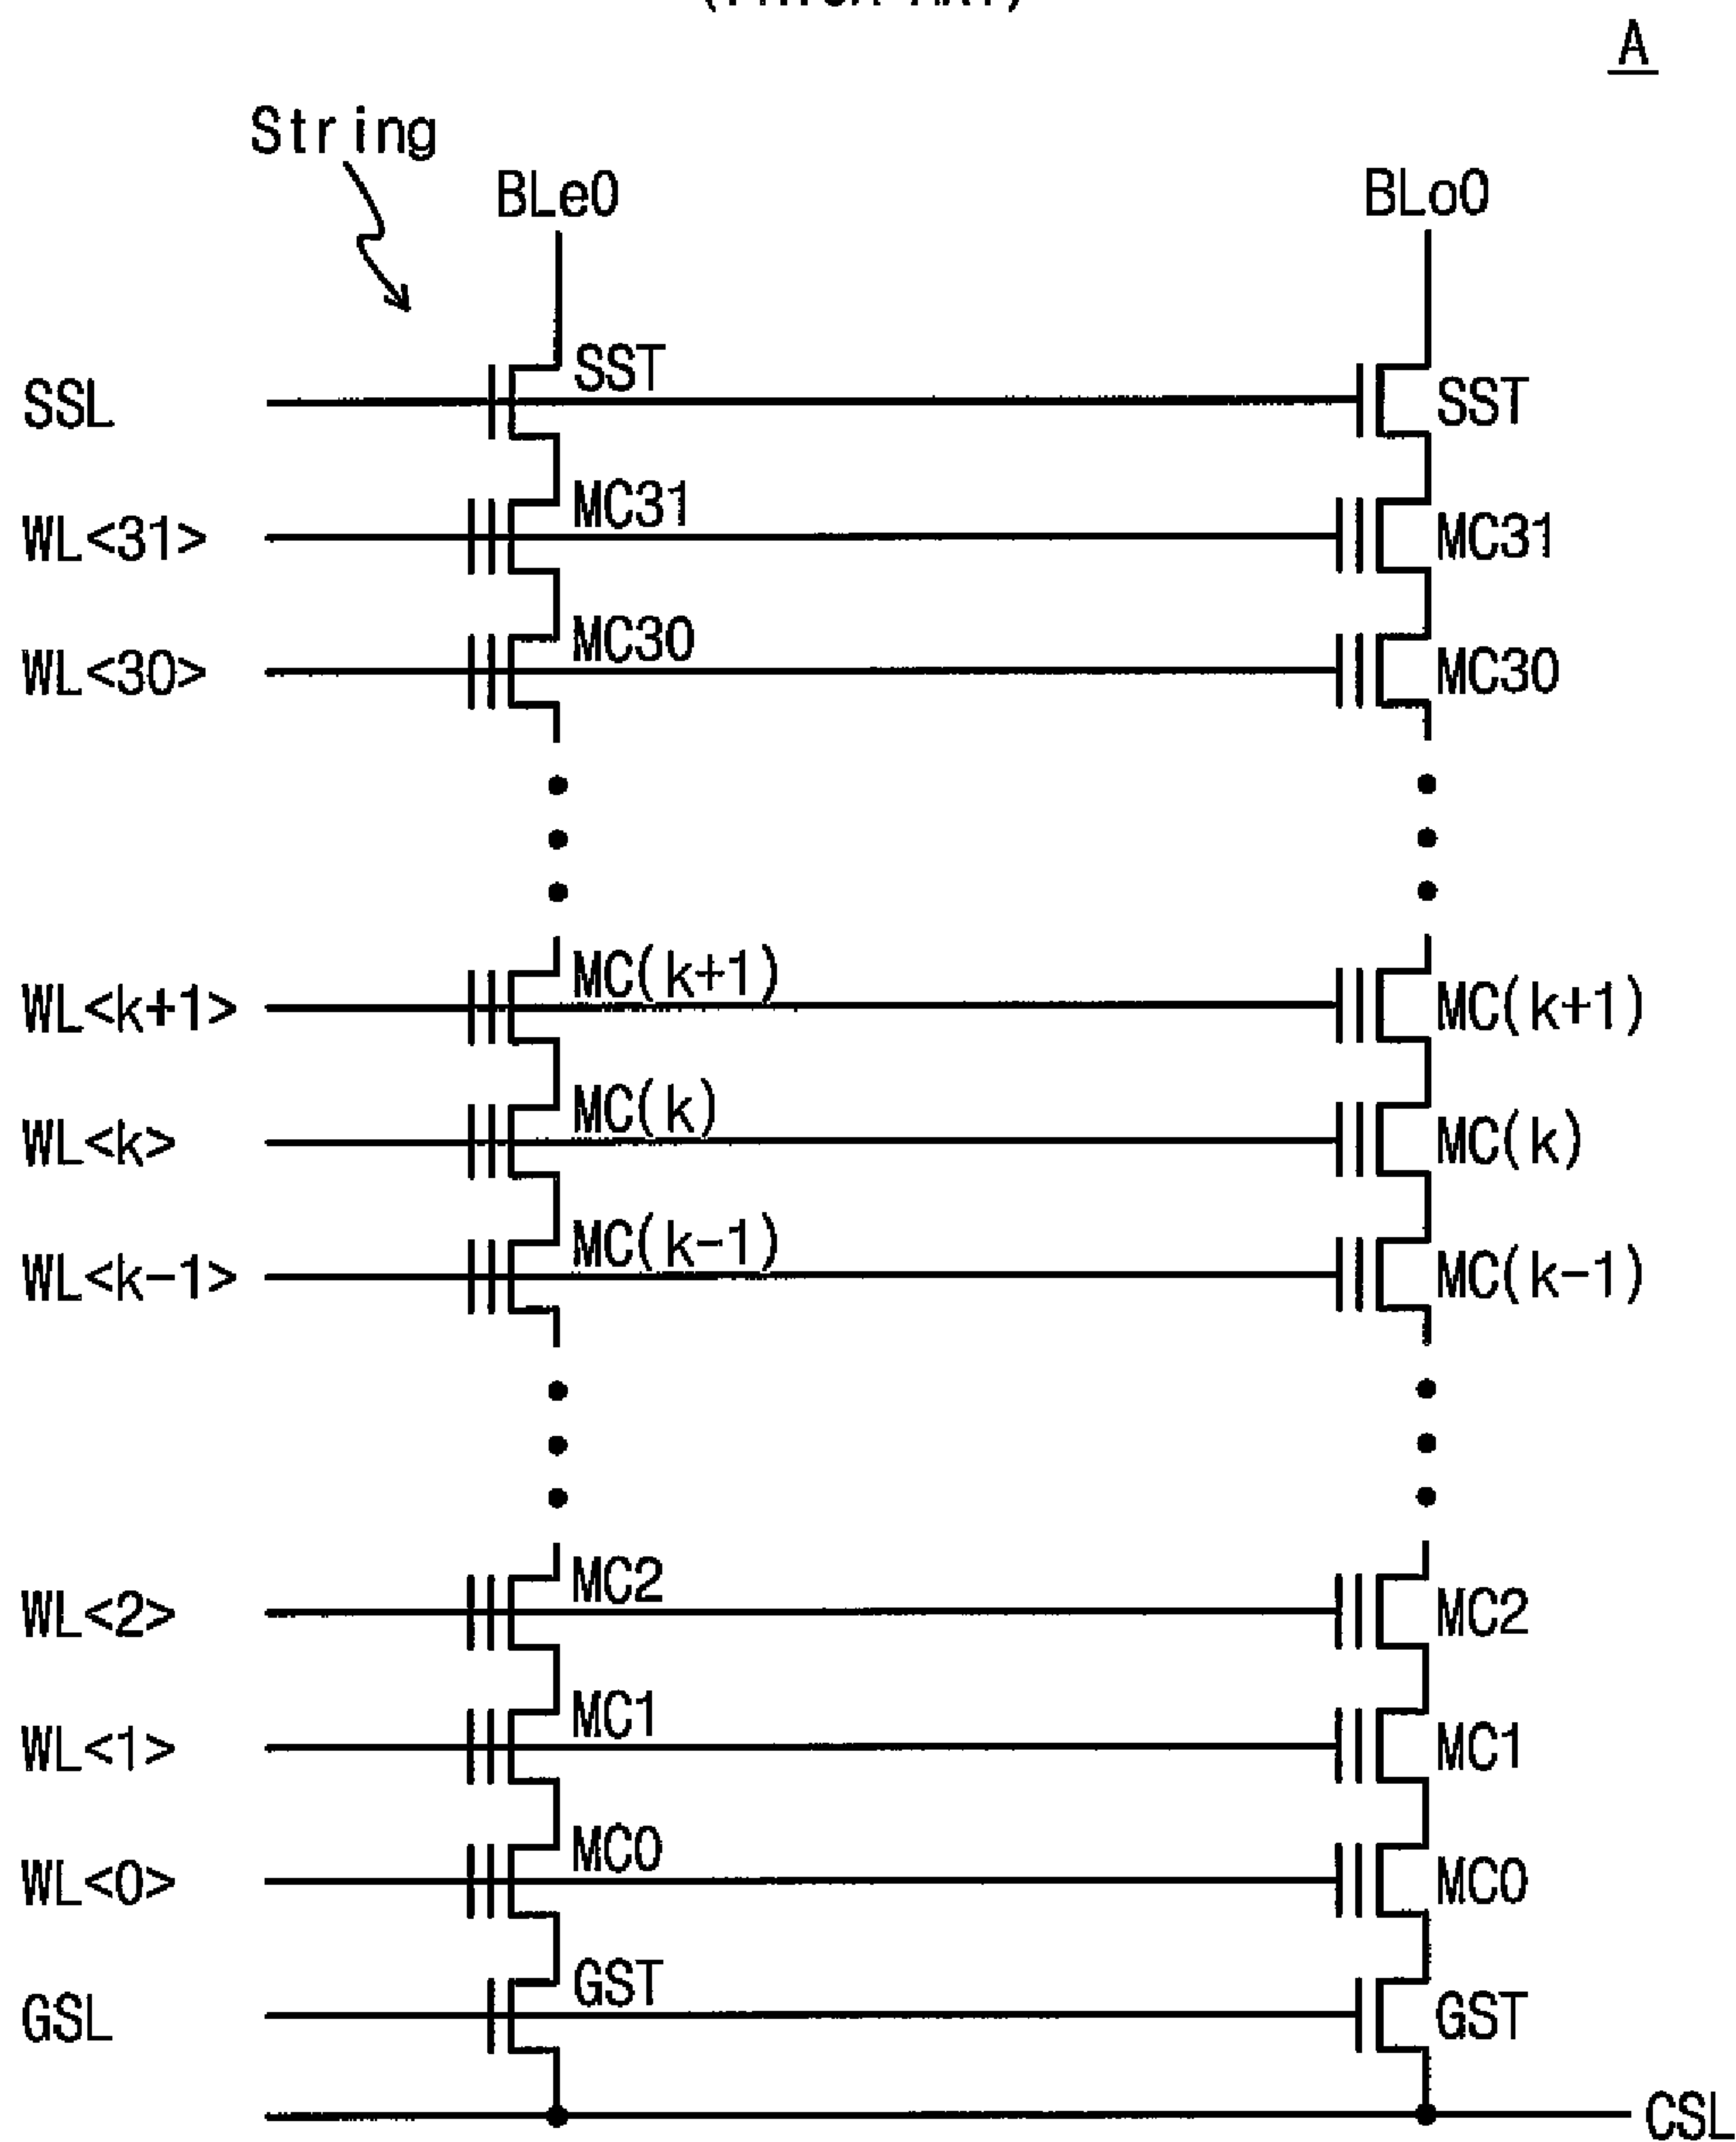 A
String
BLe0 BLo0
SSL SST SST
WL<31> MC31 MC31
WL<30> MC30 MC30
WL<k+1> MC(k+1) MC(k+1)
WL<k> MC(k) MC(k)
WL<k-1> MC(k-1) MC(k-1)
WL<2> MC2 MC2
WL<1> MC1 MC1
WL<0> MC0 MC0
GSL GST GST
CSL